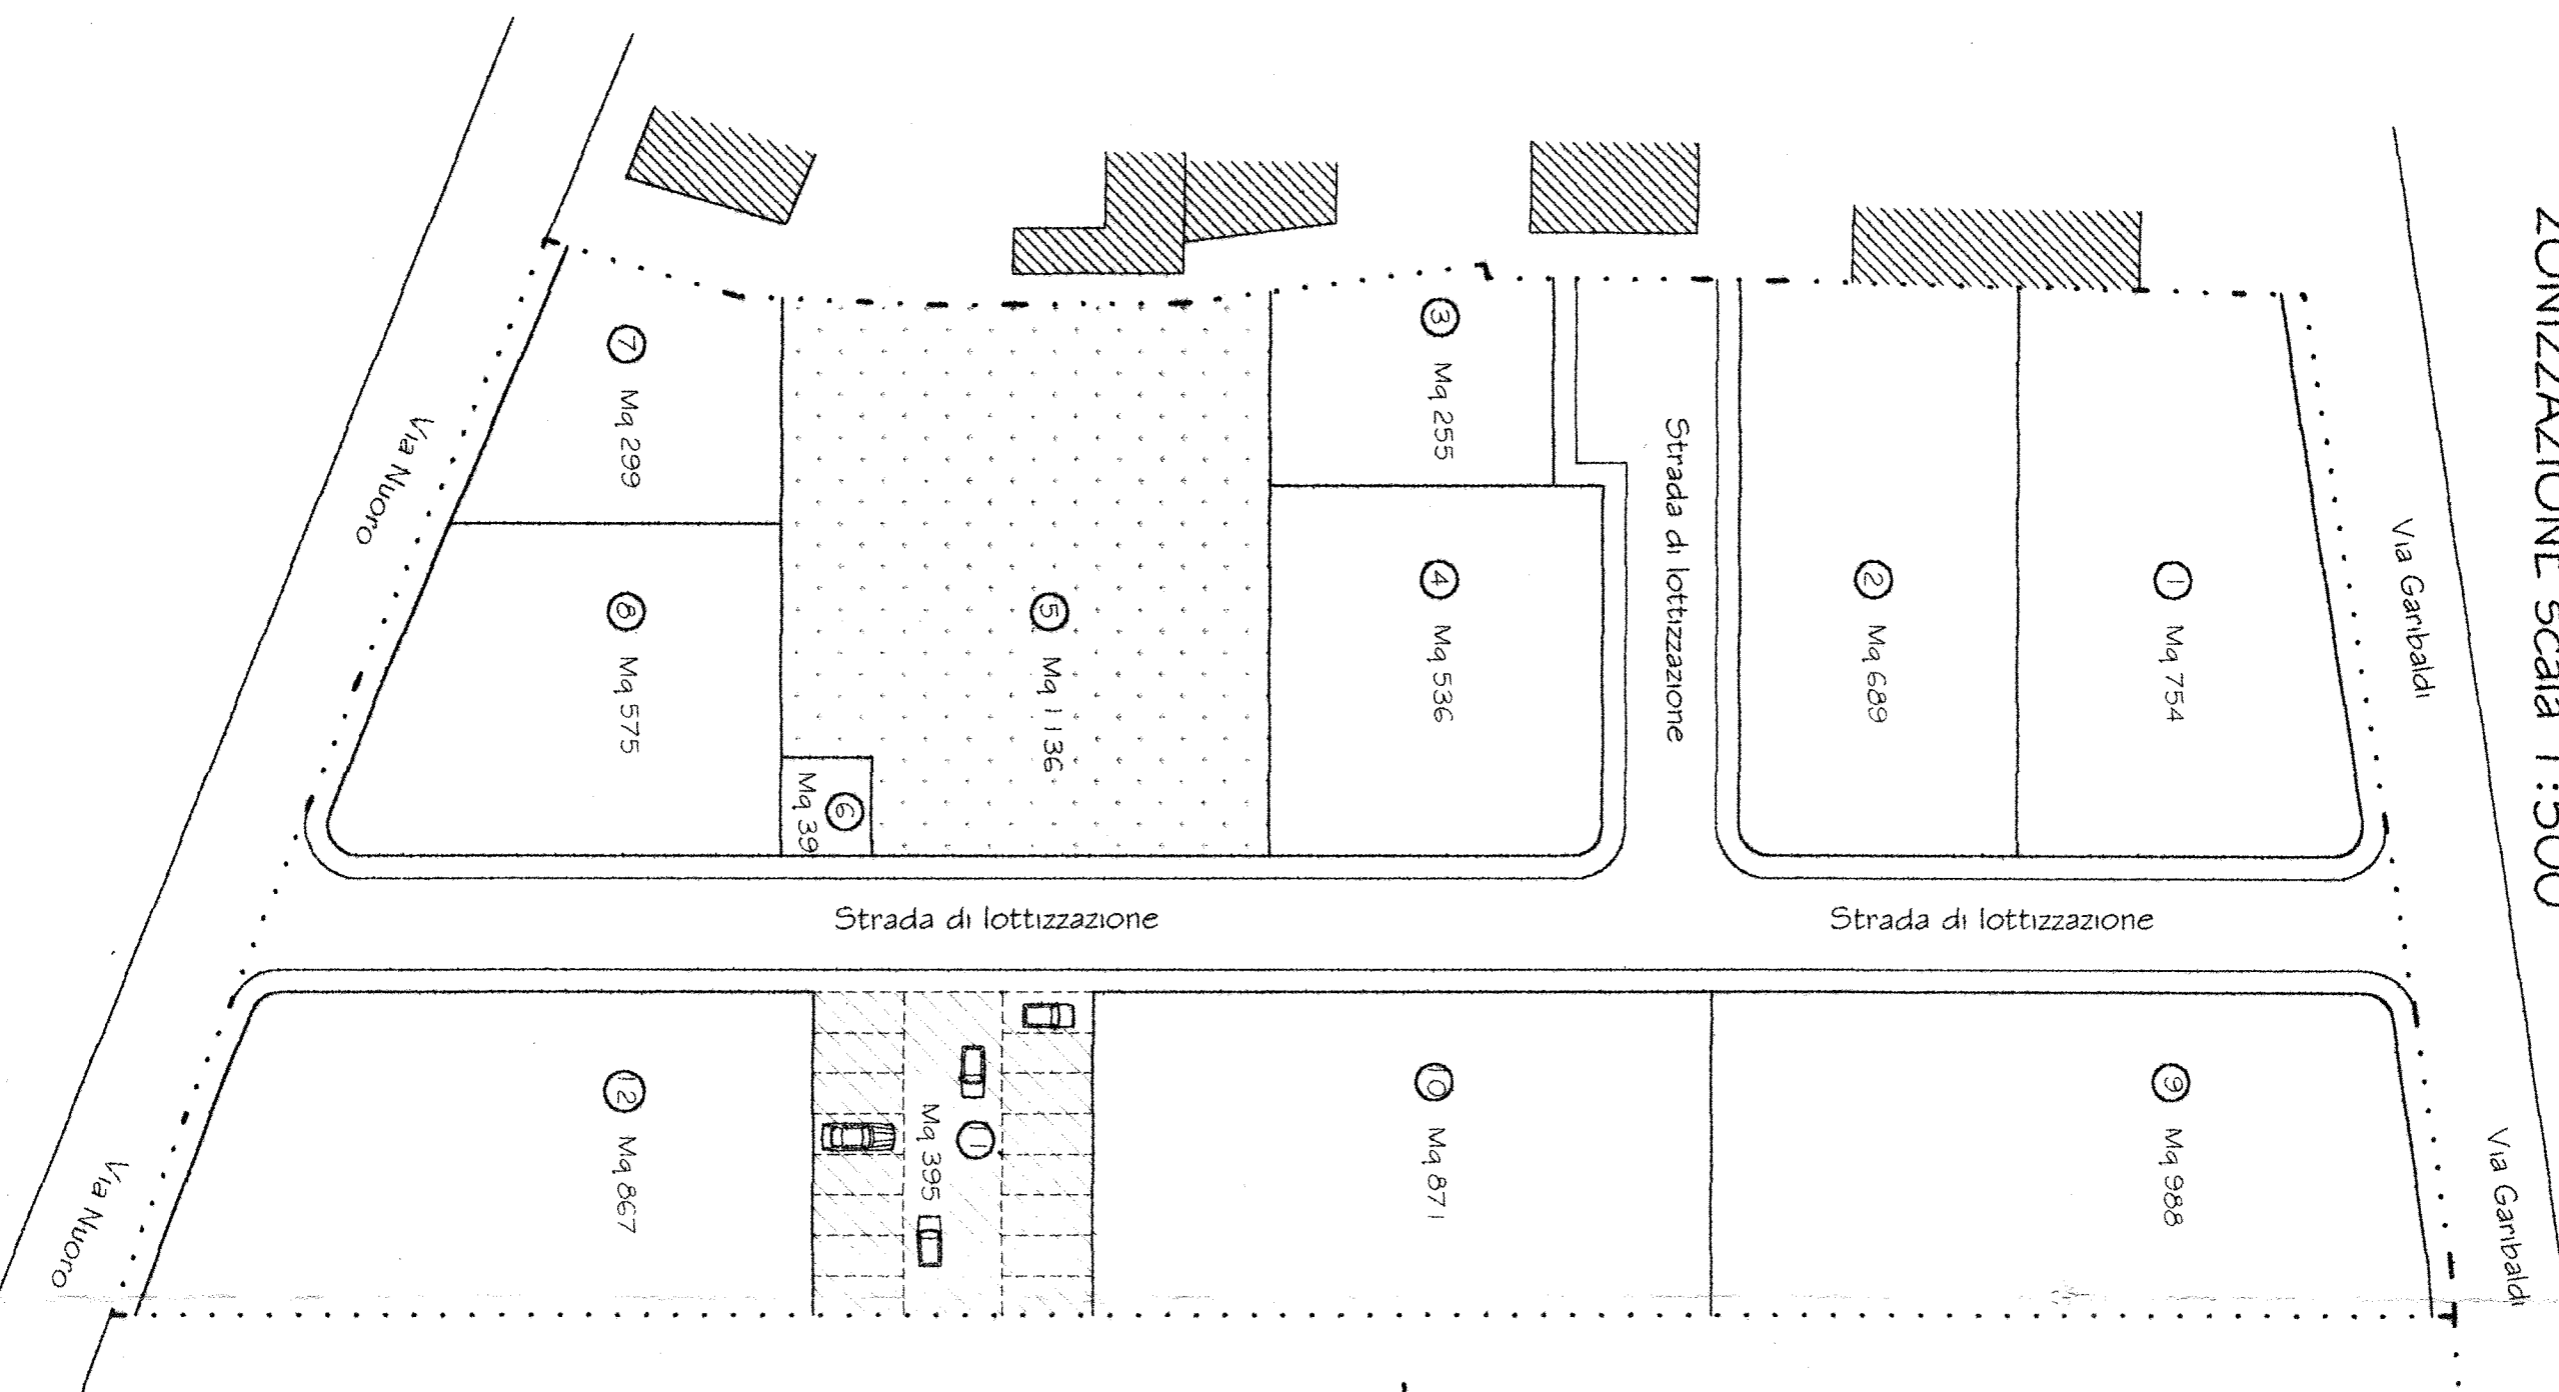 ZONIZZAZIONE scala 1:500
Via Nuoro
7 Mq 299
8 Mq 575
5 Mq 1136
6
Mq 39
3 Mq 255
4 Mq 536
Strada di lottizzazione
2 Mq 689
1 Mq 754
Via Garibaldi
Strada di lottizzazione
Strada di lottizzazione
12 Mq 867
11
Mq 395
10 Mq 871
9 Mq 988
Via Nuoro
Via Garibaldi